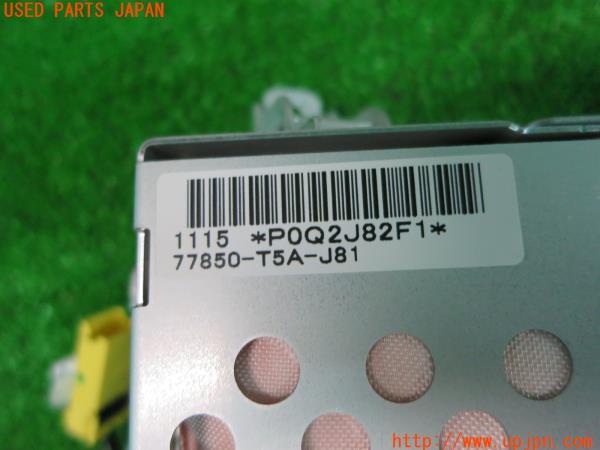 USED PARTS JAPAN
1115 *P0Q2J82F1*
77850-T5A-J81
http://www.upjpn.com/